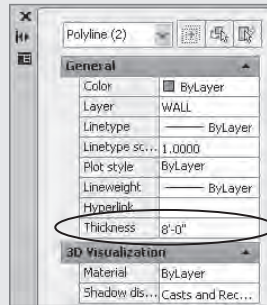 Polyline (2)
General
Color ByLayer
Layer WALL
Linetype ByLayer
Linetype sc... 1.0000
Plot style ByLayer
Lineweight ByLayer
Hyperlink
Thickness 8'-0"
3D Visualization
Material ByLayer
Shadow dis... Casts and Rec...